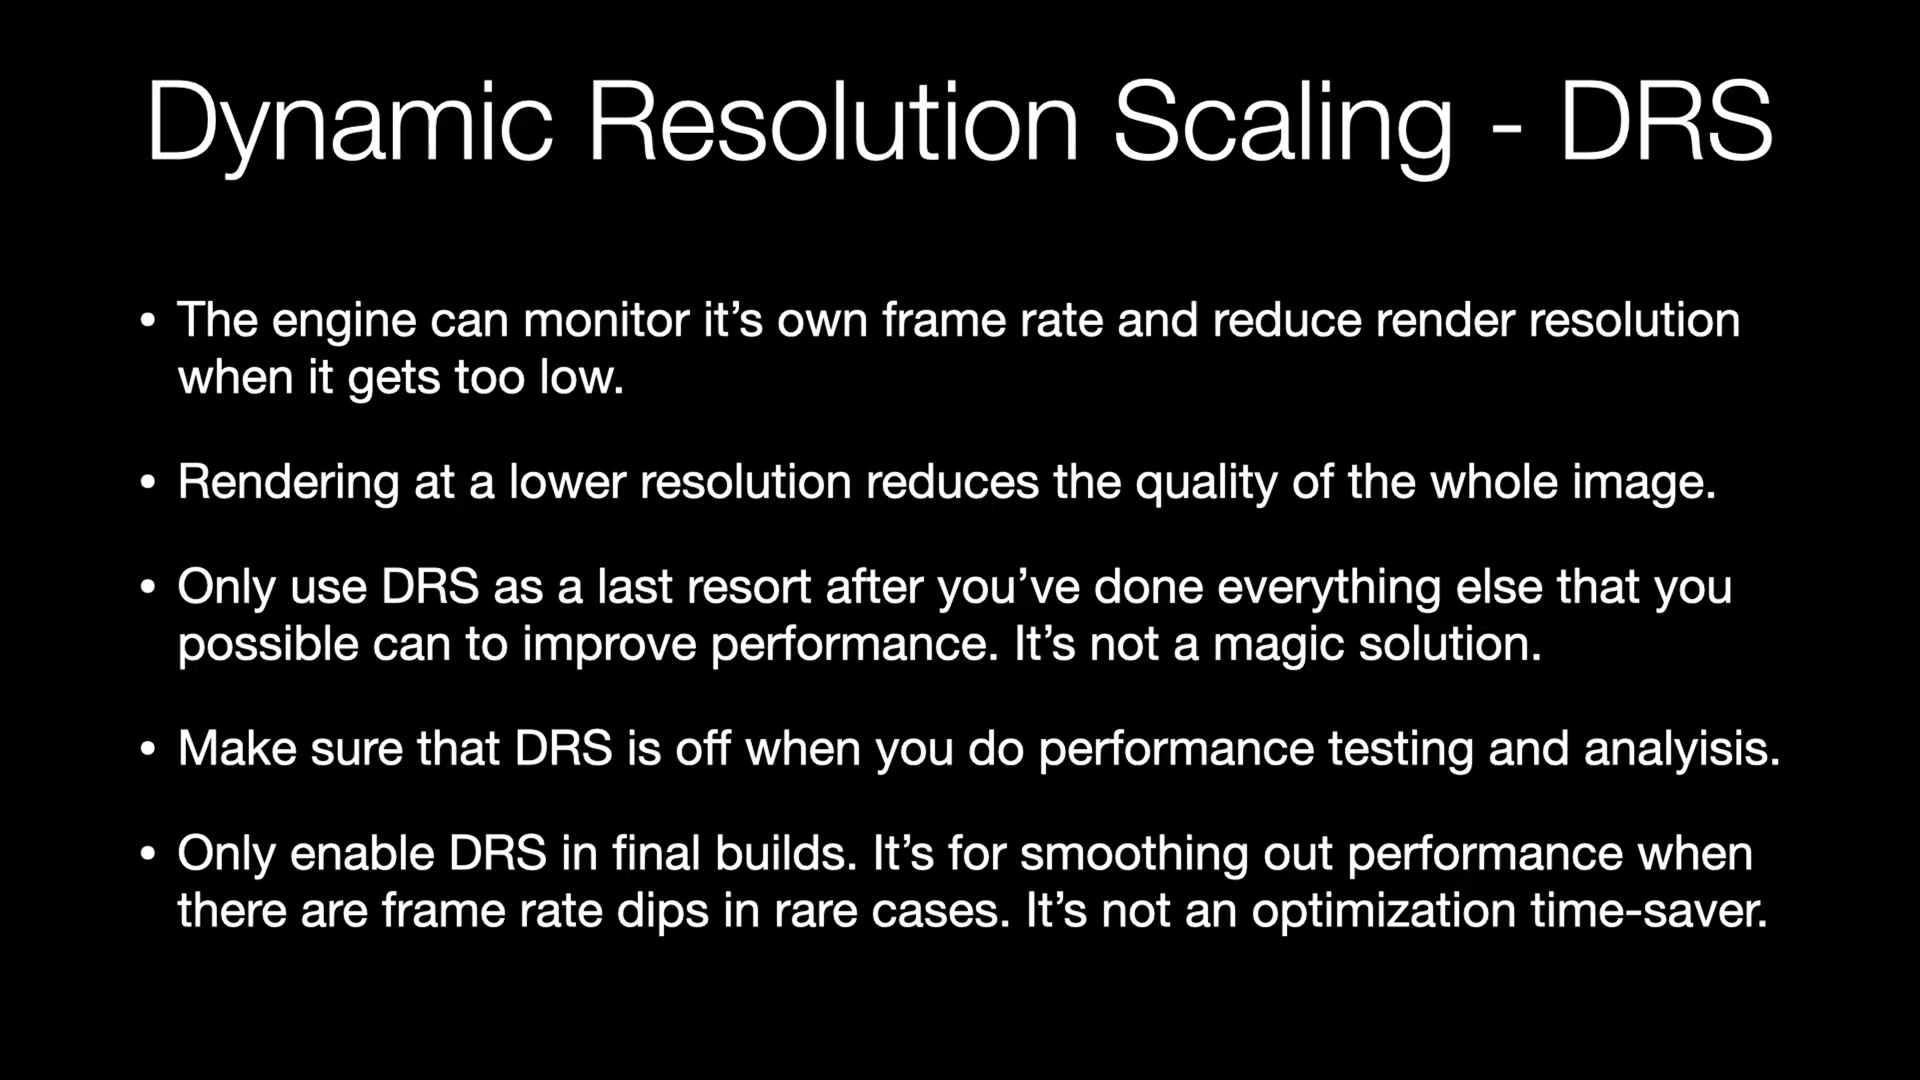 Dynamic Resolution Scaling - DRS
• The engine can monitor it’s own frame rate and reduce render resolution
when it gets too low.
• Rendering at a lower resolution reduces the quality of the whole image.
• Only use DRS as a last resort after you’ve done everything else that you
possible can to improve performance. It’s not a magic solution.
• Make sure that DRS is off when you do performance testing and analyisis.
• Only enable DRS in final builds. It’s for smoothing out performance when
there are frame rate dips in rare cases. It’s not an optimization time-saver.